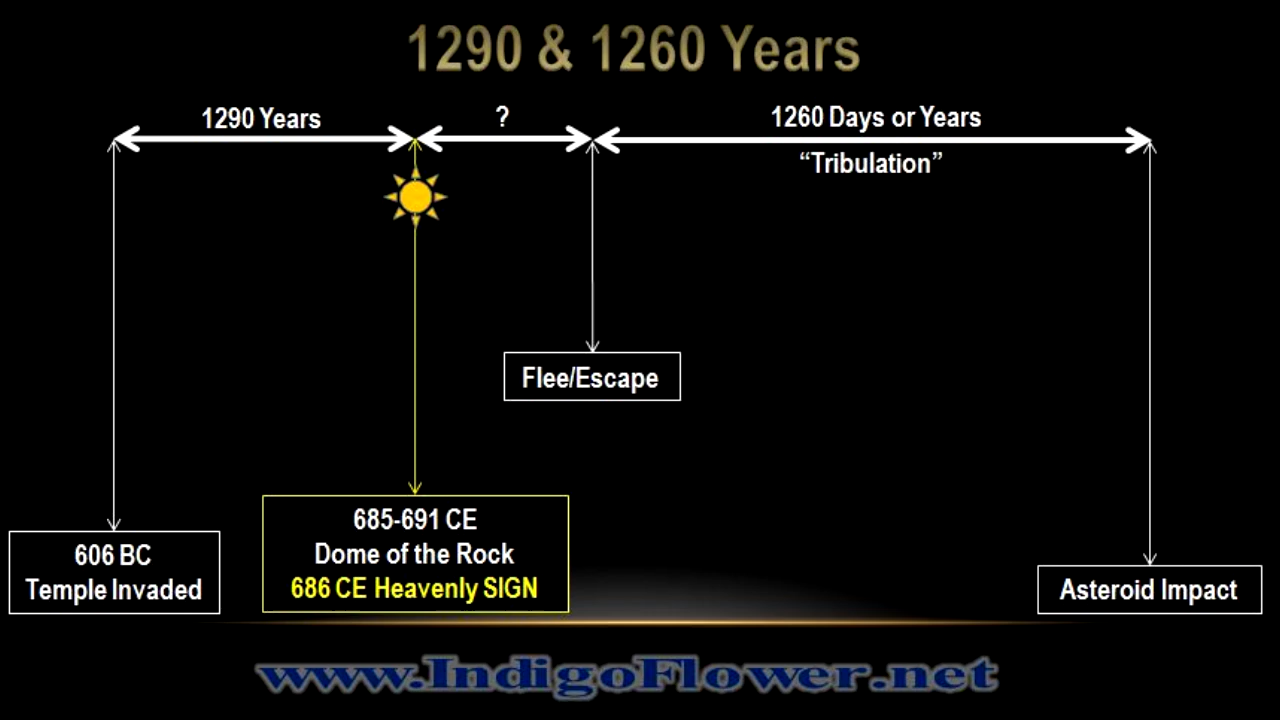 1290 & 1260 Years
1290 Years
?
1260 Days or Years
“Tribulation”
Flee/Escape
685-691 CE
Dome of the Rock
686 CE Heavenly SIGN
606 BC
Temple Invaded
Asteroid Impact
www.IndigoFlower.net